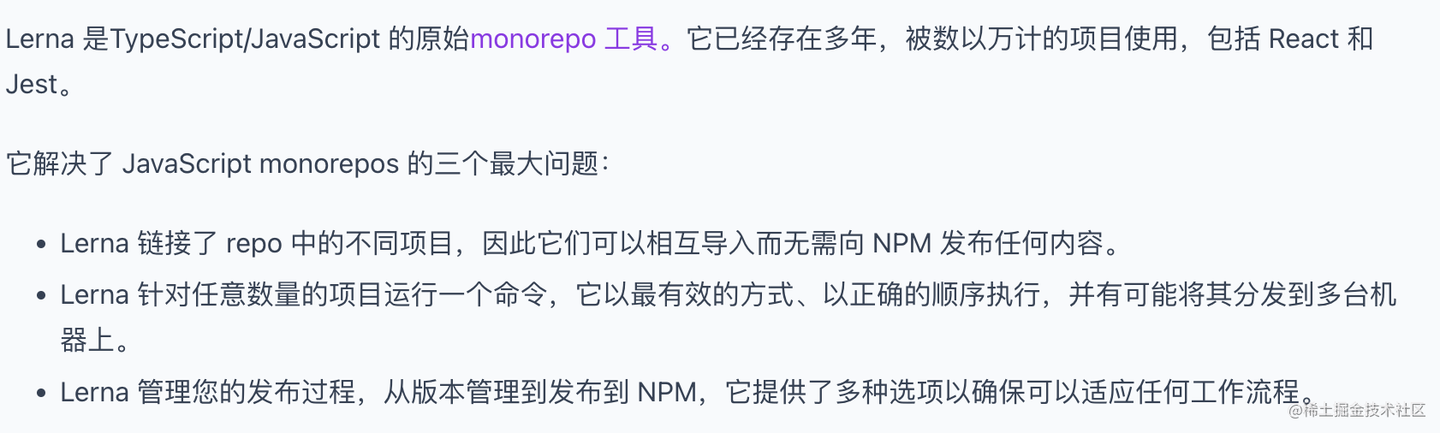 Lerna 是TypeScript/JavaScript 的原始monorepo 工具。它已经存在多年，被数以万计的项目使用，包括 React 和
Jest。
它解决了 JavaScript monorepos 的三个最大问题：
• Lerna 链接了 repo 中的不同项目，因此它们可以相互导入而无需向 NPM 发布任何内容。
• Lerna 针对任意数量的项目运行一个命令，它以最有效的方式、以正确的顺序执行，并有可能将其分发到多台机
器上。
• Lerna 管理您的发布过程，从版本管理到发布到 NPM，它提供了多种选项以确保可以适应任何工作流程。
@稀土掘金技术社区